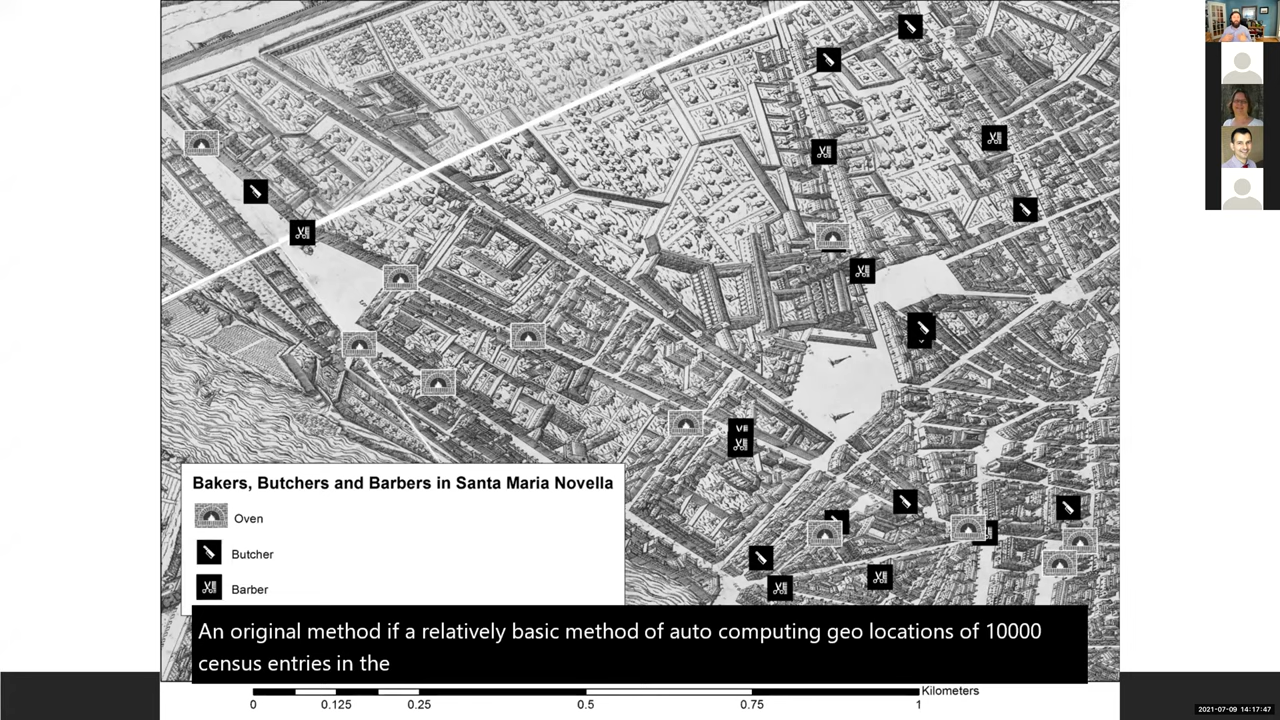 Bakers, Butchers and Barbers in Santa Maria Novella
Oven
Butcher
Barber
An original method if a relatively basic method of auto computing geo locations of 10000
census entries in the
Kilometers
0 0.125 0.25 0.5 0.75 1
2021-07-09 14:17:47